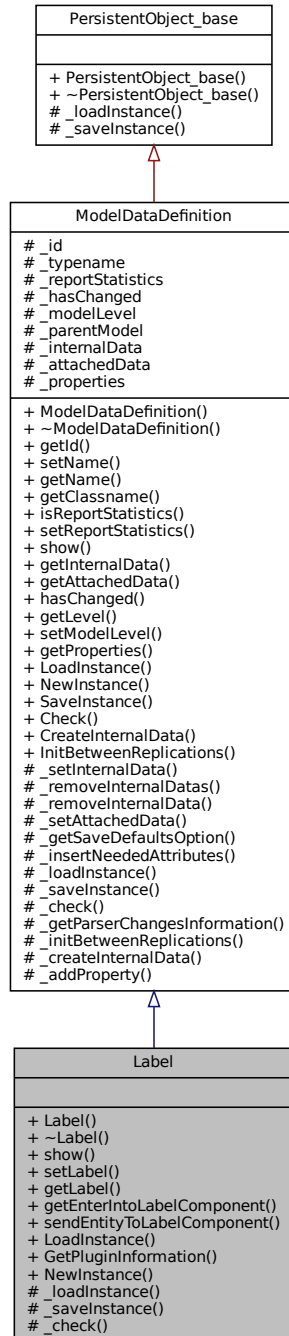 PersistentObject_base
+ PersistentObject_base()
+ ~PersistentObject_base()
# _loadInstance()
# _saveInstance()
ModelDataDefinition
# _id
# _typename
# _reportStatistics
# _hasChanged
# _modelLevel
# _parentModel
# _internalData
# _attachedData
# _properties
+ ModelDataDefinition()
+ ~ModelDataDefinition()
+ getId()
+ setName()
+ getName()
+ getClassname()
+ isReportStatistics()
+ setReportStatistics()
+ show()
+ getInternalData()
+ getAttachedData()
+ hasChanged()
+ getLevel()
+ setModelLevel()
+ getProperties()
+ LoadInstance()
+ NewInstance()
+ SaveInstance()
+ Check()
+ CreateInternalData()
+ InitBetweenReplications()
# _setInternalData()
# _removeInternalDatas()
# _removeInternalData()
# _setAttachedData()
# _getSaveDefaultsOption()
# _insertNeededAttributes()
# _loadInstance()
# _saveInstance()
# _check()
# _getParserChangesInformation()
# _initBetweenReplications()
# _createInternalData()
# _addProperty()
Label
+ Label()
+ ~Label()
+ show()
+ setLabel()
+ getLabel()
+ getEnterIntoLabelComponent()
+ sendEntityToLabelComponent()
+ LoadInstance()
+ GetPluginInformation()
+ NewInstance()
# _loadInstance()
# _saveInstance()
# _check()